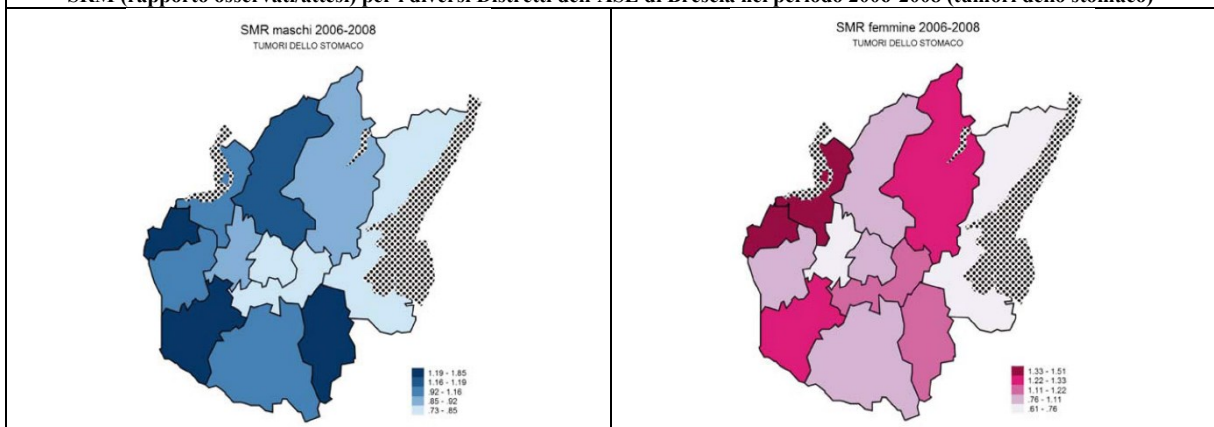 SRM (rapporto osservati/attesi) per i diversi Distretti dell'ASL di Brescia nel periodo 2006-2008 (tumori dello stomaco)
SMR maschi 2006-2008
TUMORI DELLO STOMACO
1.19 - 1.85
1.16 - 1.19
.92 - 1.16
.85 - .92
.73 - .85
SMR femmine 2006-2008
TUMORI DELLO STOMACO
1.33 - 1.51
1.22 - 1.33
1.11 - 1.22
.76 - 1.11
.61 - .76